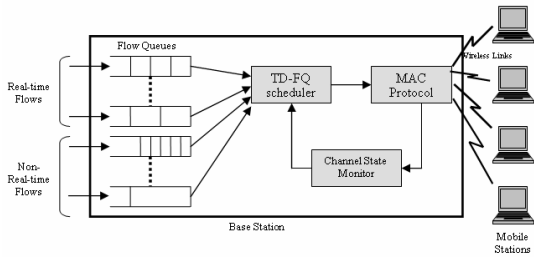 Flow Queues
Real-time
Flows
Non-
Real-time
Flows
TD-FQ
scheduler
MAC
Protocol
Channel State
Monitor
Wireless Links
Base Station
Mobile
Stations